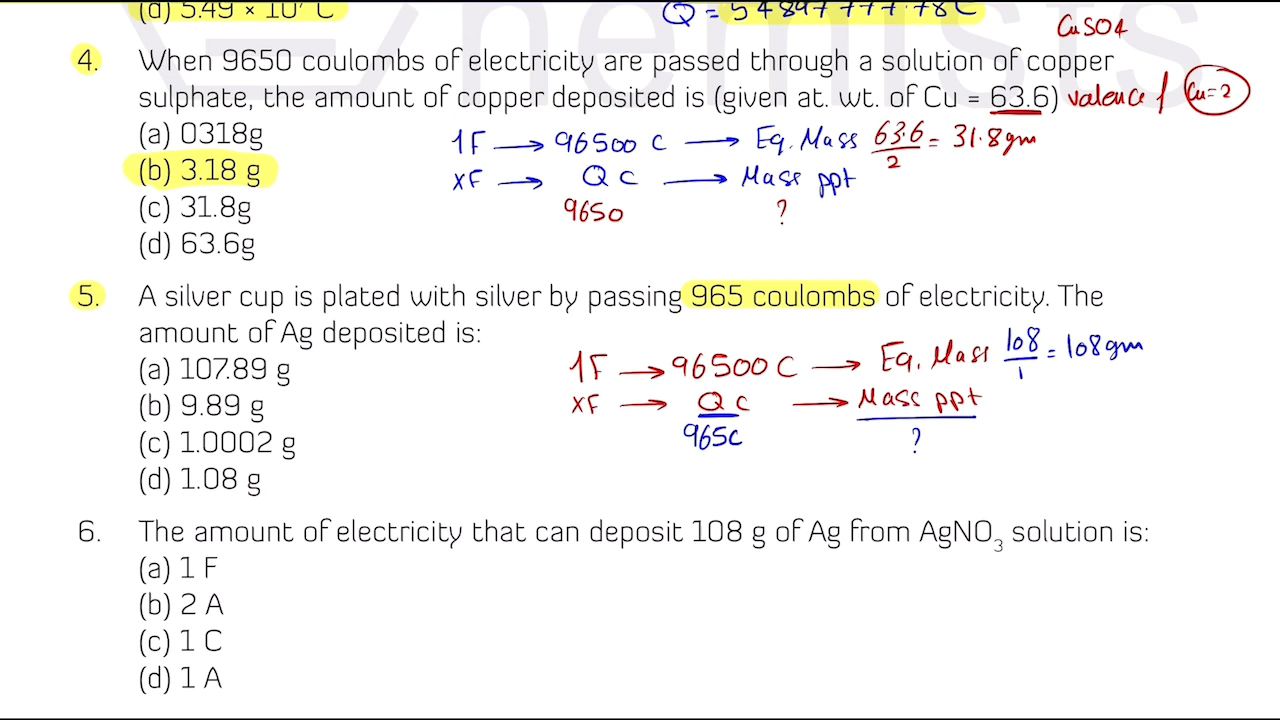 (d) 5.49 × 10⁷ C Q = 54897777.78C
CuSO4
4. When 9650 coulombs of electricity are passed through a solution of copper
sulphate, the amount of copper deposited is (given at. wt. of Cu = 63.6) valence f Cu=2
(a) 0318g
1F → 96500 C → Eq. Mass 63.6/2 = 31.8gm
(b) 3.18 g
xF → Q C → Mass ppt
(c) 31.8g
9650 ?
(d) 63.6g
5. A silver cup is plated with silver by passing 965 coulombs of electricity. The
amount of Ag deposited is:
(a) 107.89 g
1F → 96500 C → Eq. Mass 108/1 = 108gm
(b) 9.89 g
xF → Q C → Mass ppt
(c) 1.0002 g
965C ?
(d) 1.08 g
6. The amount of electricity that can deposit 108 g of Ag from AgNO₃ solution is:
(a) 1 F
(b) 2 A
(c) 1 C
(d) 1 A